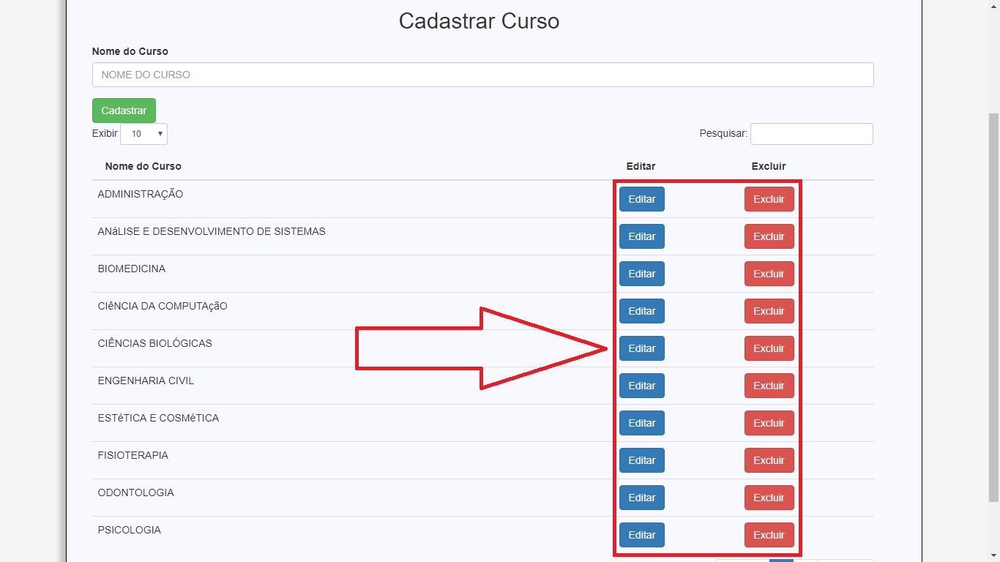 Cadastrar Curso
Nome do Curso
NOME DO CURSO
Cadastrar
Exibir 10 Pesquisar:
Nome do Curso Editar Excluir
ADMINISTRAÇÃO Editar Excluir
ANáLISE E DESENVOLVIMENTO DE SISTEMAS Editar Excluir
BIOMEDICINA Editar Excluir
CIêNCIA DA COMPUTAçãO Editar Excluir
CIÊNCIAS BIOLÓGICAS Editar Excluir
ENGENHARIA CIVIL Editar Excluir
ESTéTICA E COSMéTICA Editar Excluir
FISIOTERAPIA Editar Excluir
ODONTOLOGIA Editar Excluir
PSICOLOGIA Editar Excluir